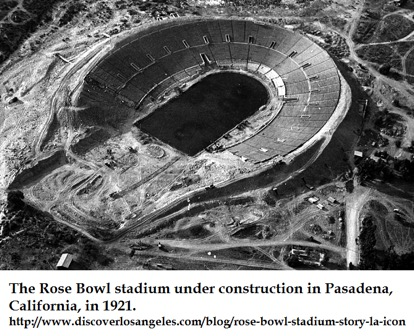 The Rose Bowl stadium under construction in Pasadena,
California, in 1921.
http://www.discoverlosangeles.com/blog/rose-bowl-stadium-story-la-icon